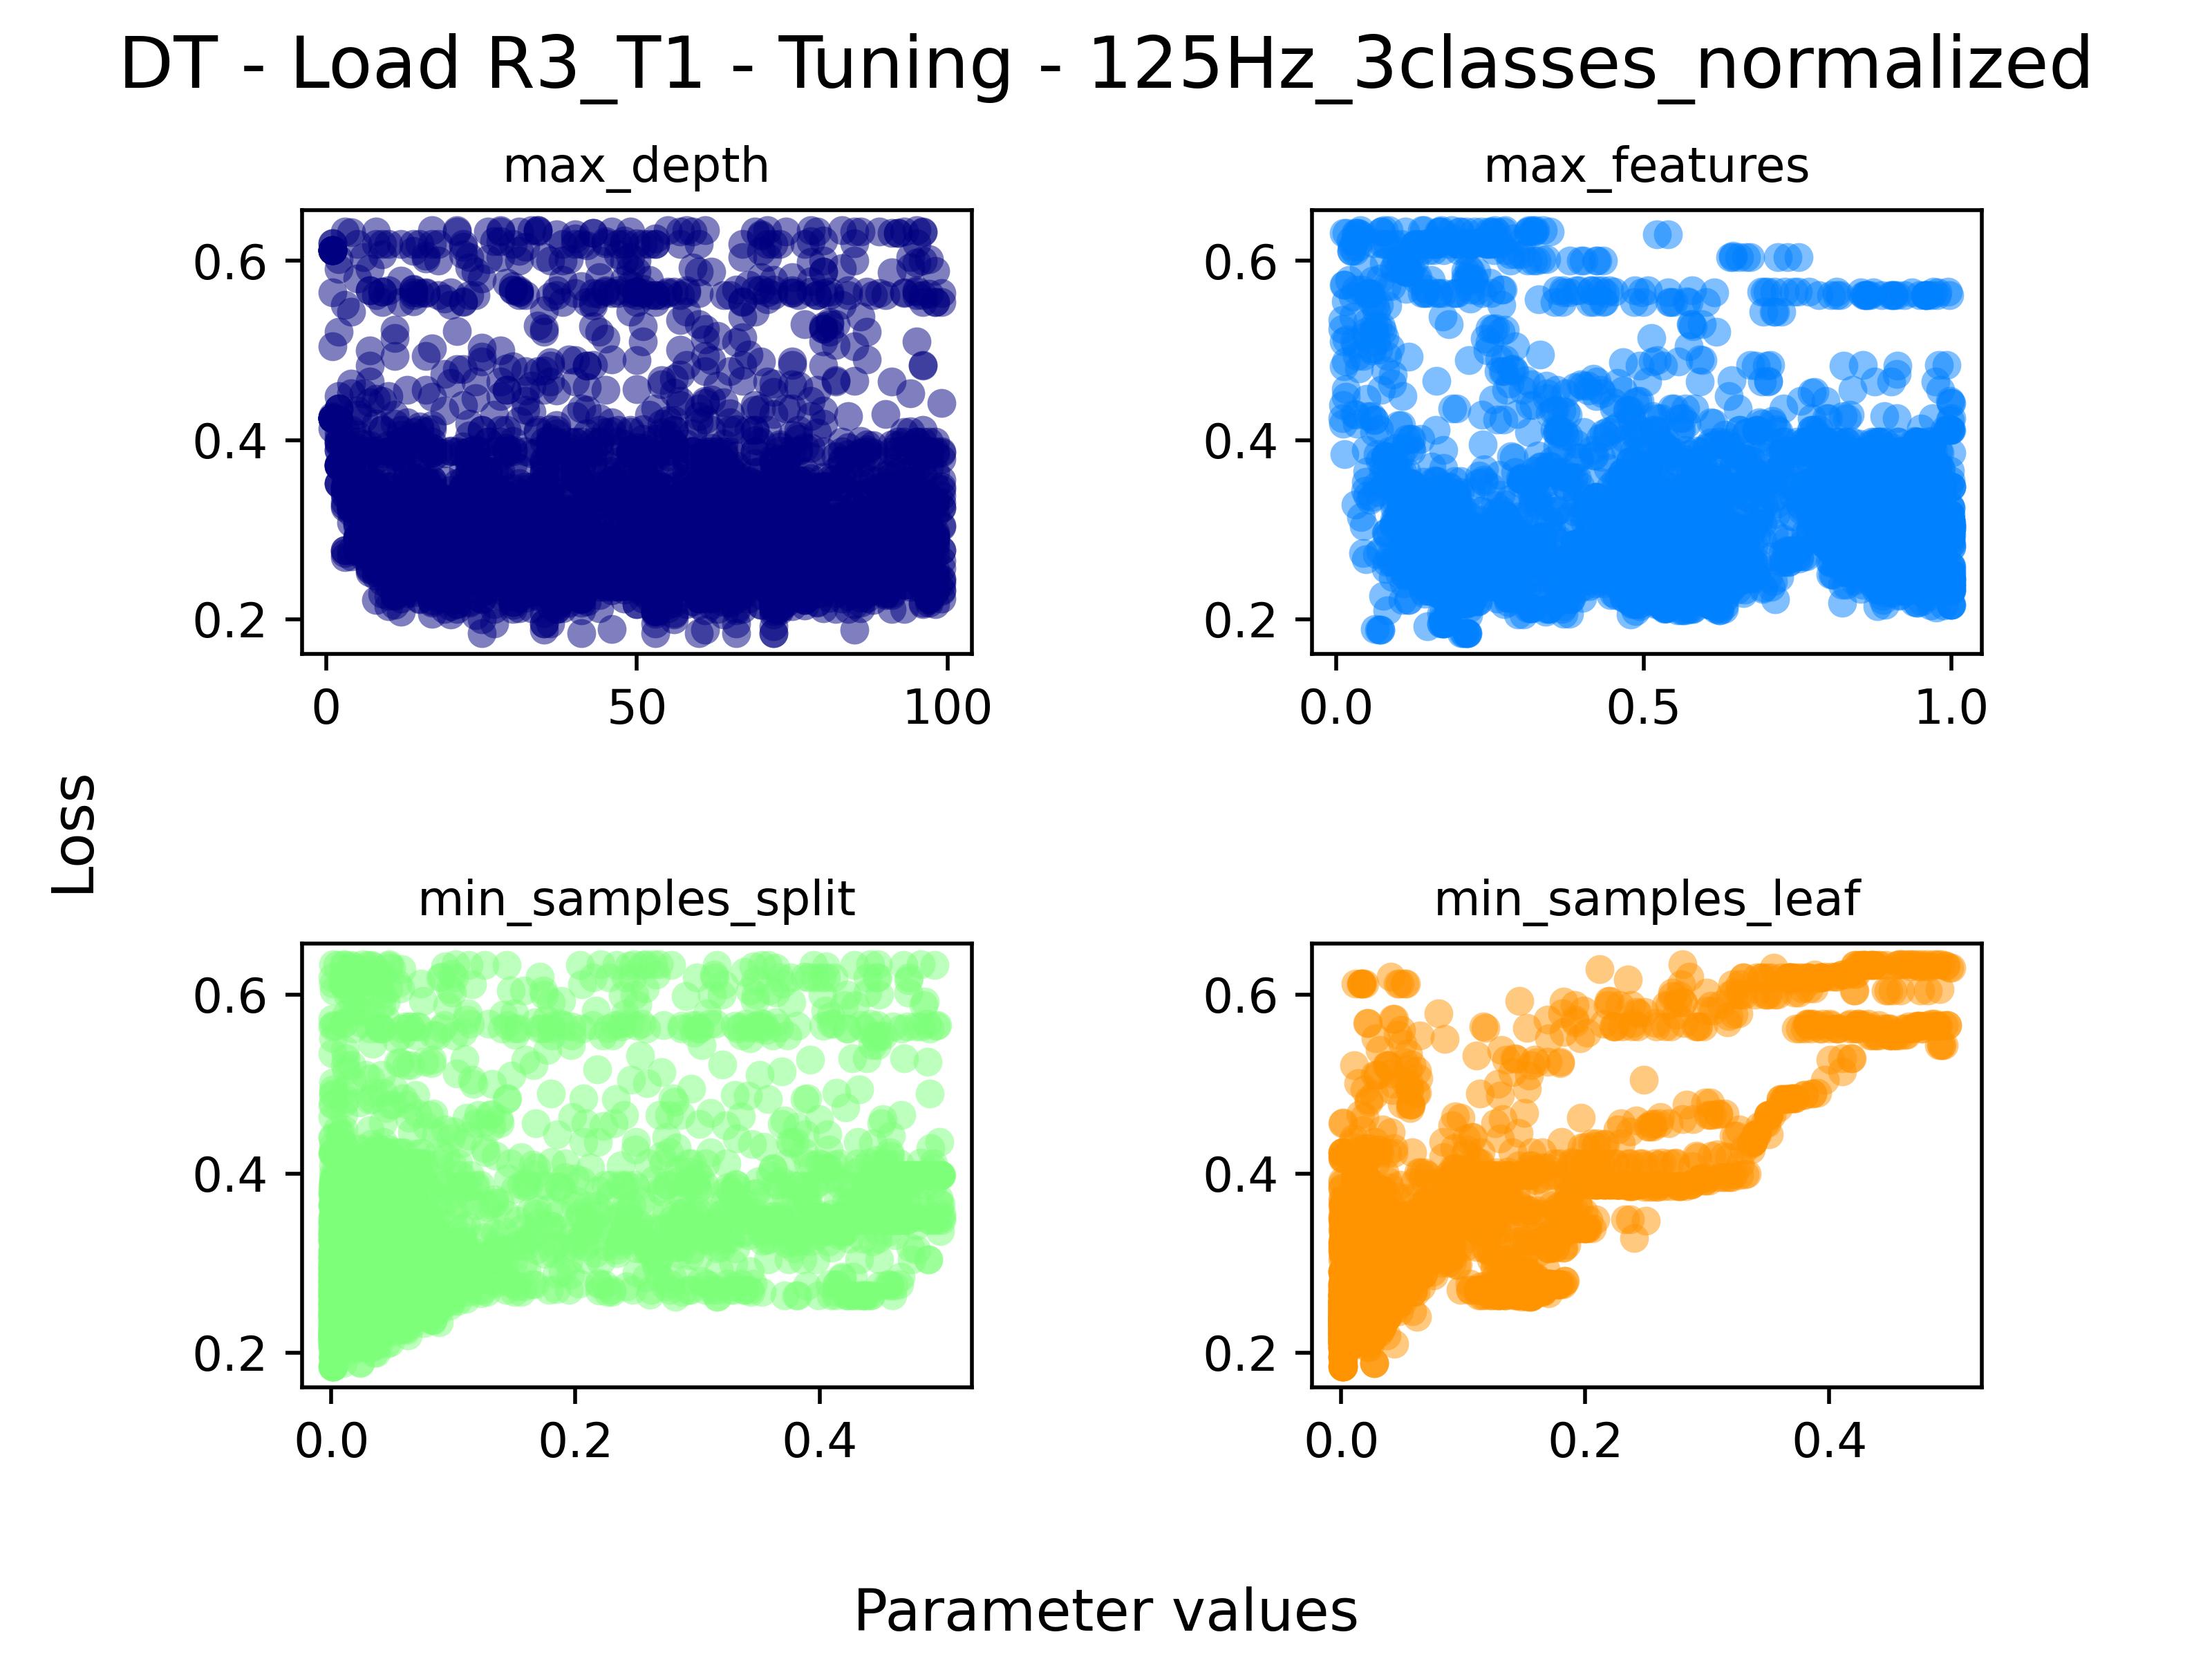 DT - Load R3_T1 - Tuning - 125Hz_3classes_normalized
max_depth
0.6
0.4
0.2
0 50 100
max_features
0.6
0.4
0.2
0.0 0.5 1.0
Loss
min_samples_split
0.6
0.4
0.2
0.0 0.2 0.4
min_samples_leaf
0.6
0.4
0.2
0.0 0.2 0.4
Parameter values